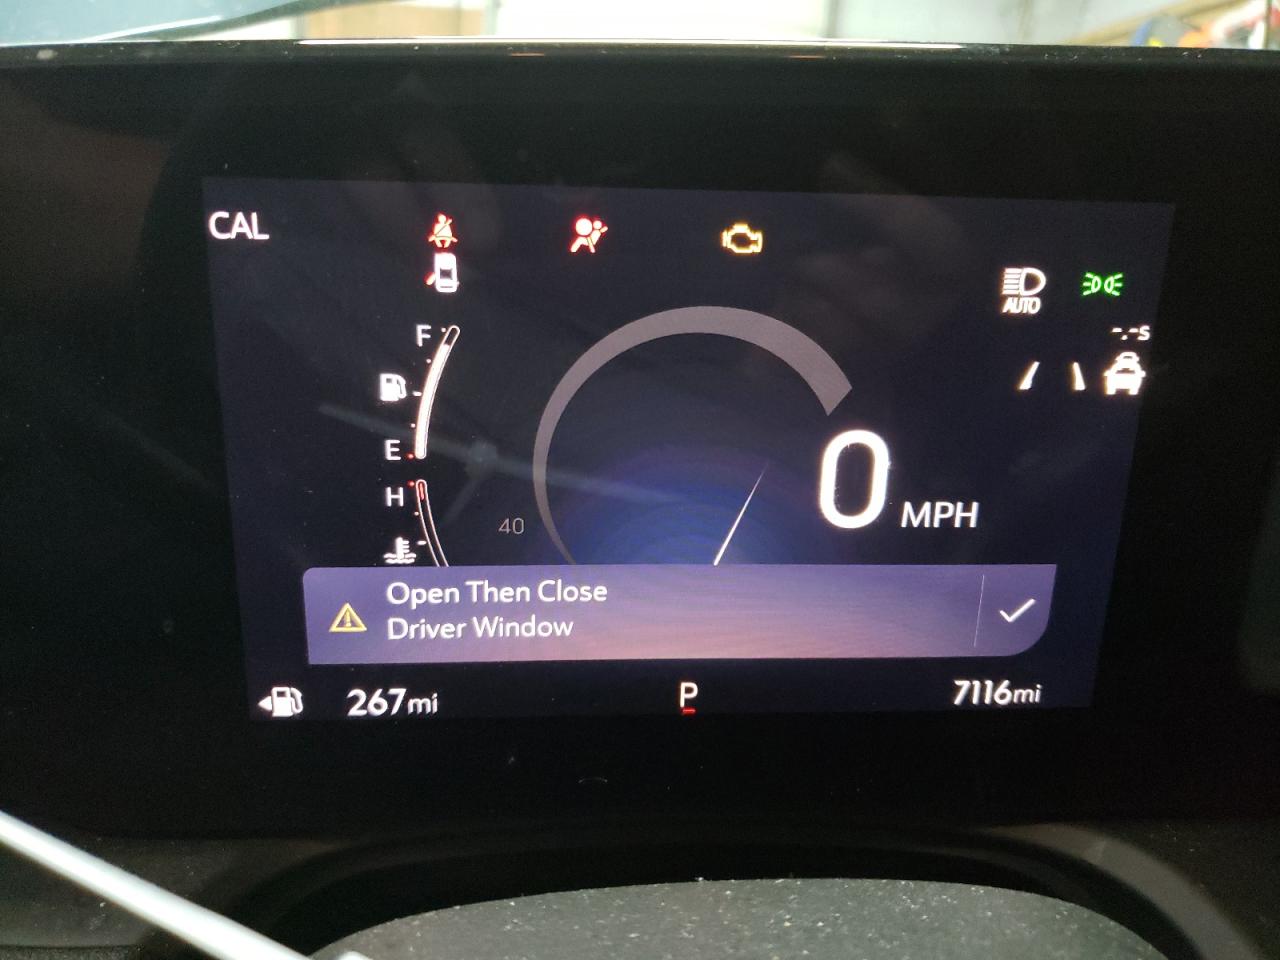 CAL
AUTO
-.-s
F
E
H
40
0 MPH
Open Then Close
Driver Window
267mi
P
7116mi